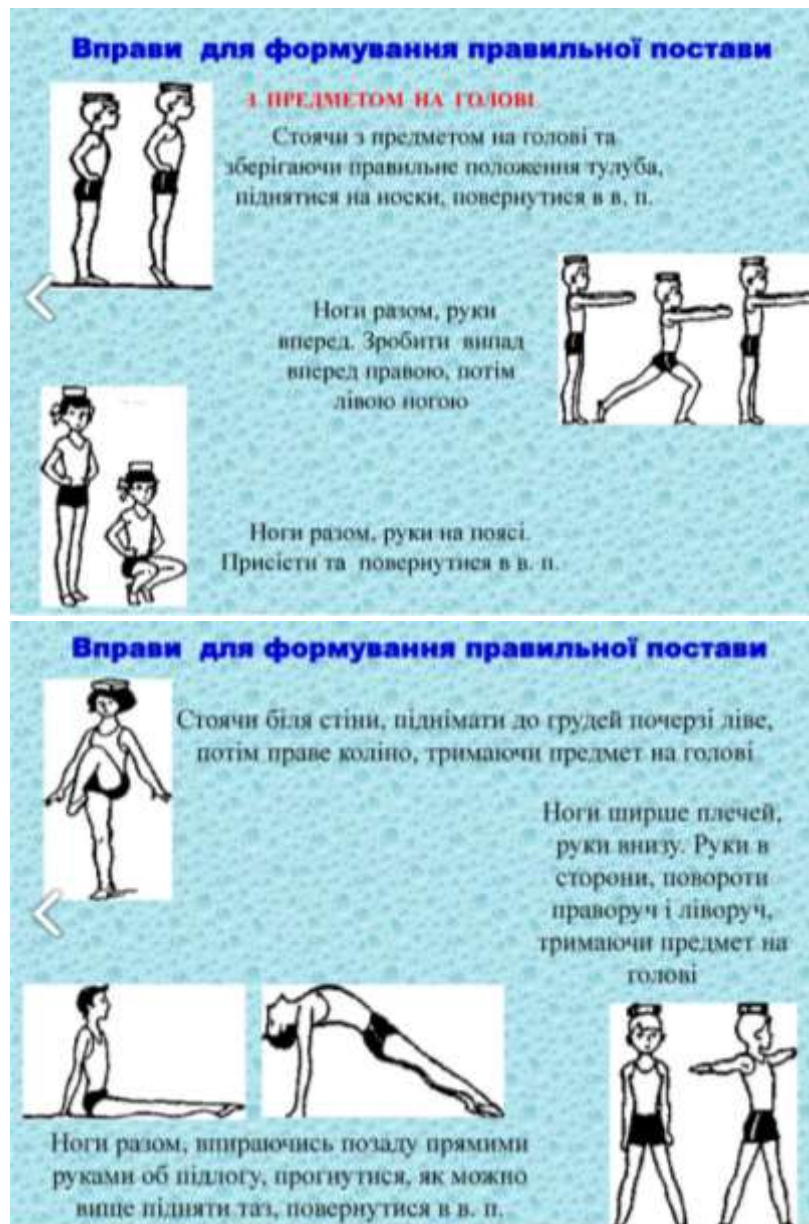 Вправи для формування правильної постави
З ПРЕДМЕТОМ НА ГОЛОВІ
Стоячи з предметом на голові та
зберігаючи правильне положення тулуба,
піднятися на носки, повернутися в в. п.
Ноги разом, руки
вперед. Зробити випад
вперед правою, потім
лівою ногою
Ноги разом, руки на поясі.
Присісти та повернутися в в. п.
Вправи для формування правильної постави
Стоячи біля стіни, піднімати до грудей почерзі ліве,
потім праве коліно, тримаючи предмет на голові
Ноги ширше плечей,
руки внизу. Руки в
сторони, повороти
праворуч і ліворуч,
тримаючи предмет на
голові
Ноги разом, впираючись позаду прямими
руками об підлогу, прогнутися, як можна
вище підняти таз, повернутися в в. п.